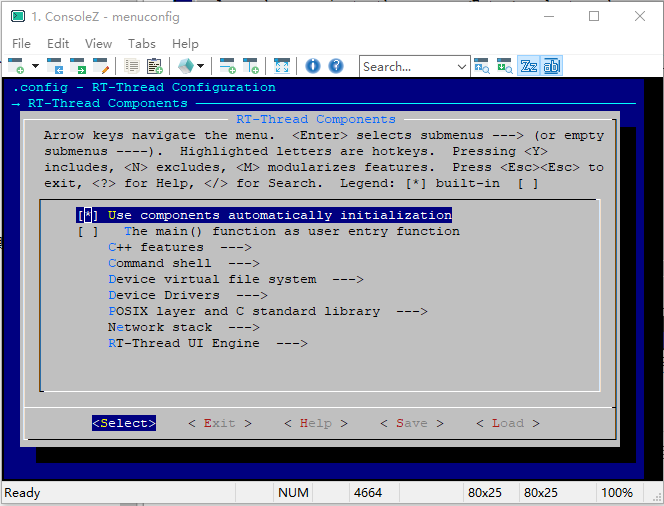 1. ConsoleZ - menuconfig
File Edit View Tabs Help
Search...
.config - RT-Thread Configuration
→ RT-Thread Components
RT-Thread Components
Arrow keys navigate the menu. <Enter> selects submenus ---> (or empty
submenus ----). Highlighted letters are hotkeys. Pressing <Y>
includes, <N> excludes, <M> modularizes features. Press <Esc><Esc> to
exit, <?> for Help, </> for Search. Legend: [*] built-in [ ]
[*] Use components automatically initialization
[ ] The main() function as user entry function
C++ features --->
Command shell --->
Device virtual file system --->
Device Drivers --->
POSIX layer and C standard library --->
Network stack --->
RT-Thread UI Engine --->
<Select> < Exit > < Help > < Save > < Load >
Ready NUM 4664 80x25 80x25 100%